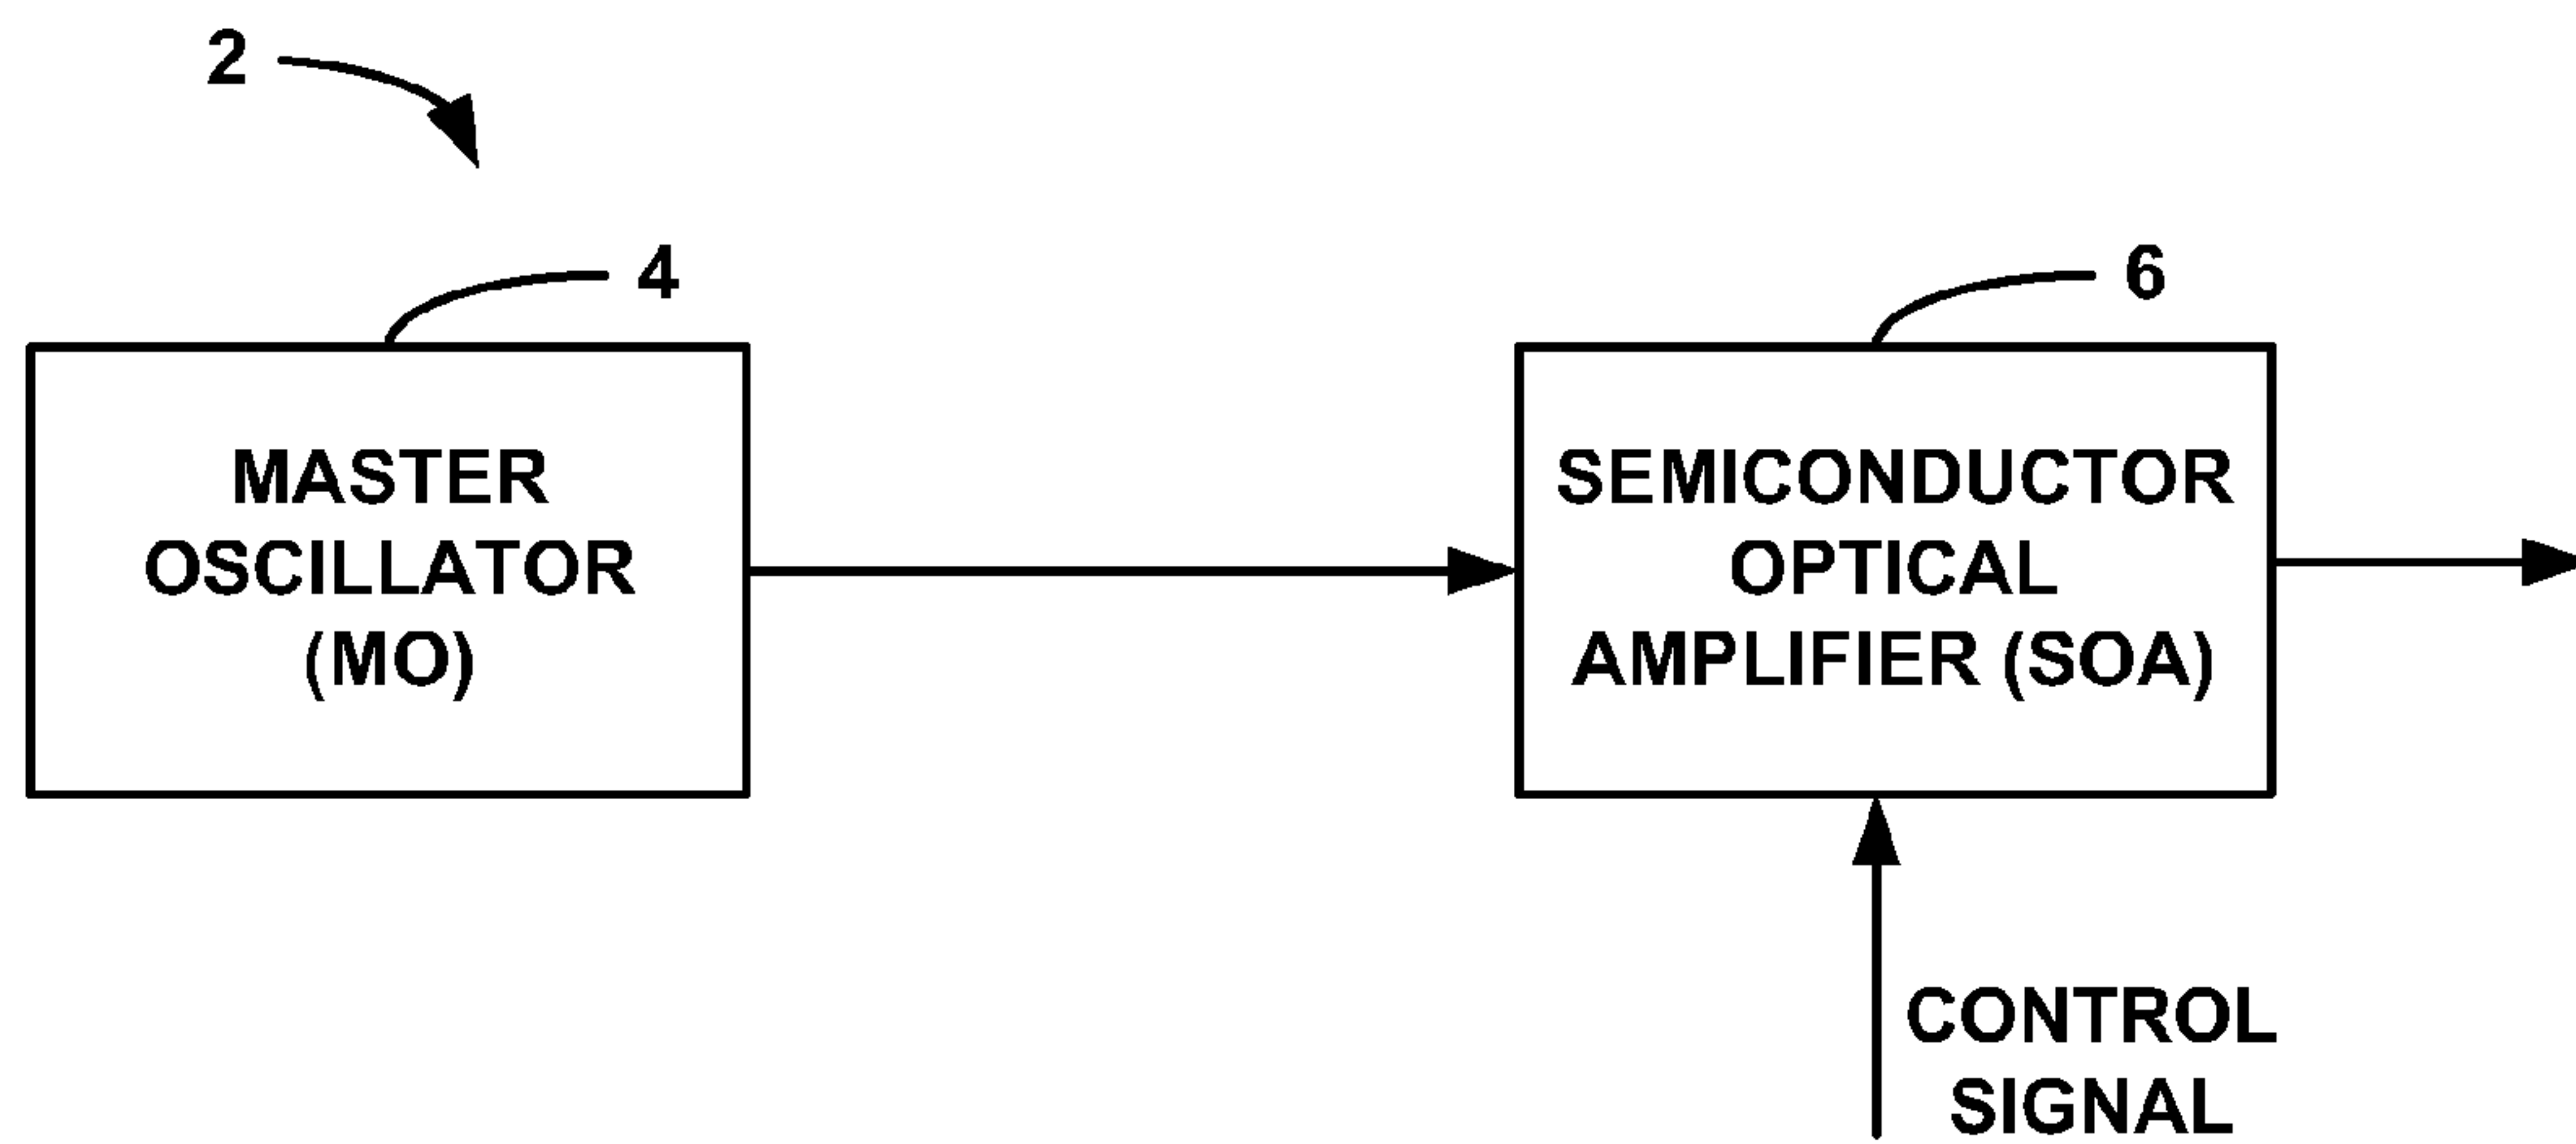 2
4
6
MASTER
OSCILLATOR
(MO)
SEMICONDUCTOR
OPTICAL
AMPLIFIER (SOA)
CONTROL
SIGNAL